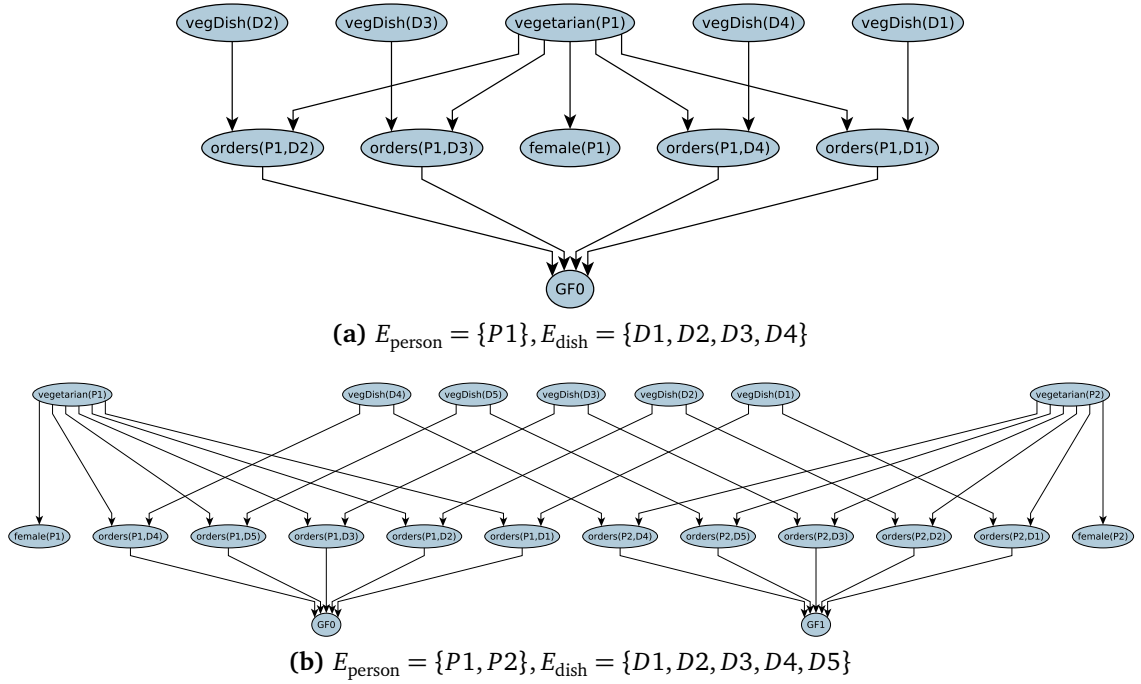 vegDish(D2) vegDish(D3) vegetarian(P1) vegDish(D4) vegDish(D1)
orders(P1,D2) orders(P1,D3) female(P1) orders(P1,D4) orders(P1,D1)
GF0
(a) E_person = {P1}, E_dish = {D1, D2, D3, D4}
vegetarian(P1) vegDish(D4) vegDish(D5) vegDish(D3) vegDish(D2) vegDish(D1) vegetarian(P2)
female(P1) orders(P1,D4) orders(P1,D5) orders(P1,D3) orders(P1,D2) orders(P1,D1) orders(P2,D4) orders(P2,D5) orders(P2,D3) orders(P2,D2) orders(P2,D1) female(P2)
GF0 GF1
(b) E_person = {P1, P2}, E_dish = {D1, D2, D3, D4, D5}